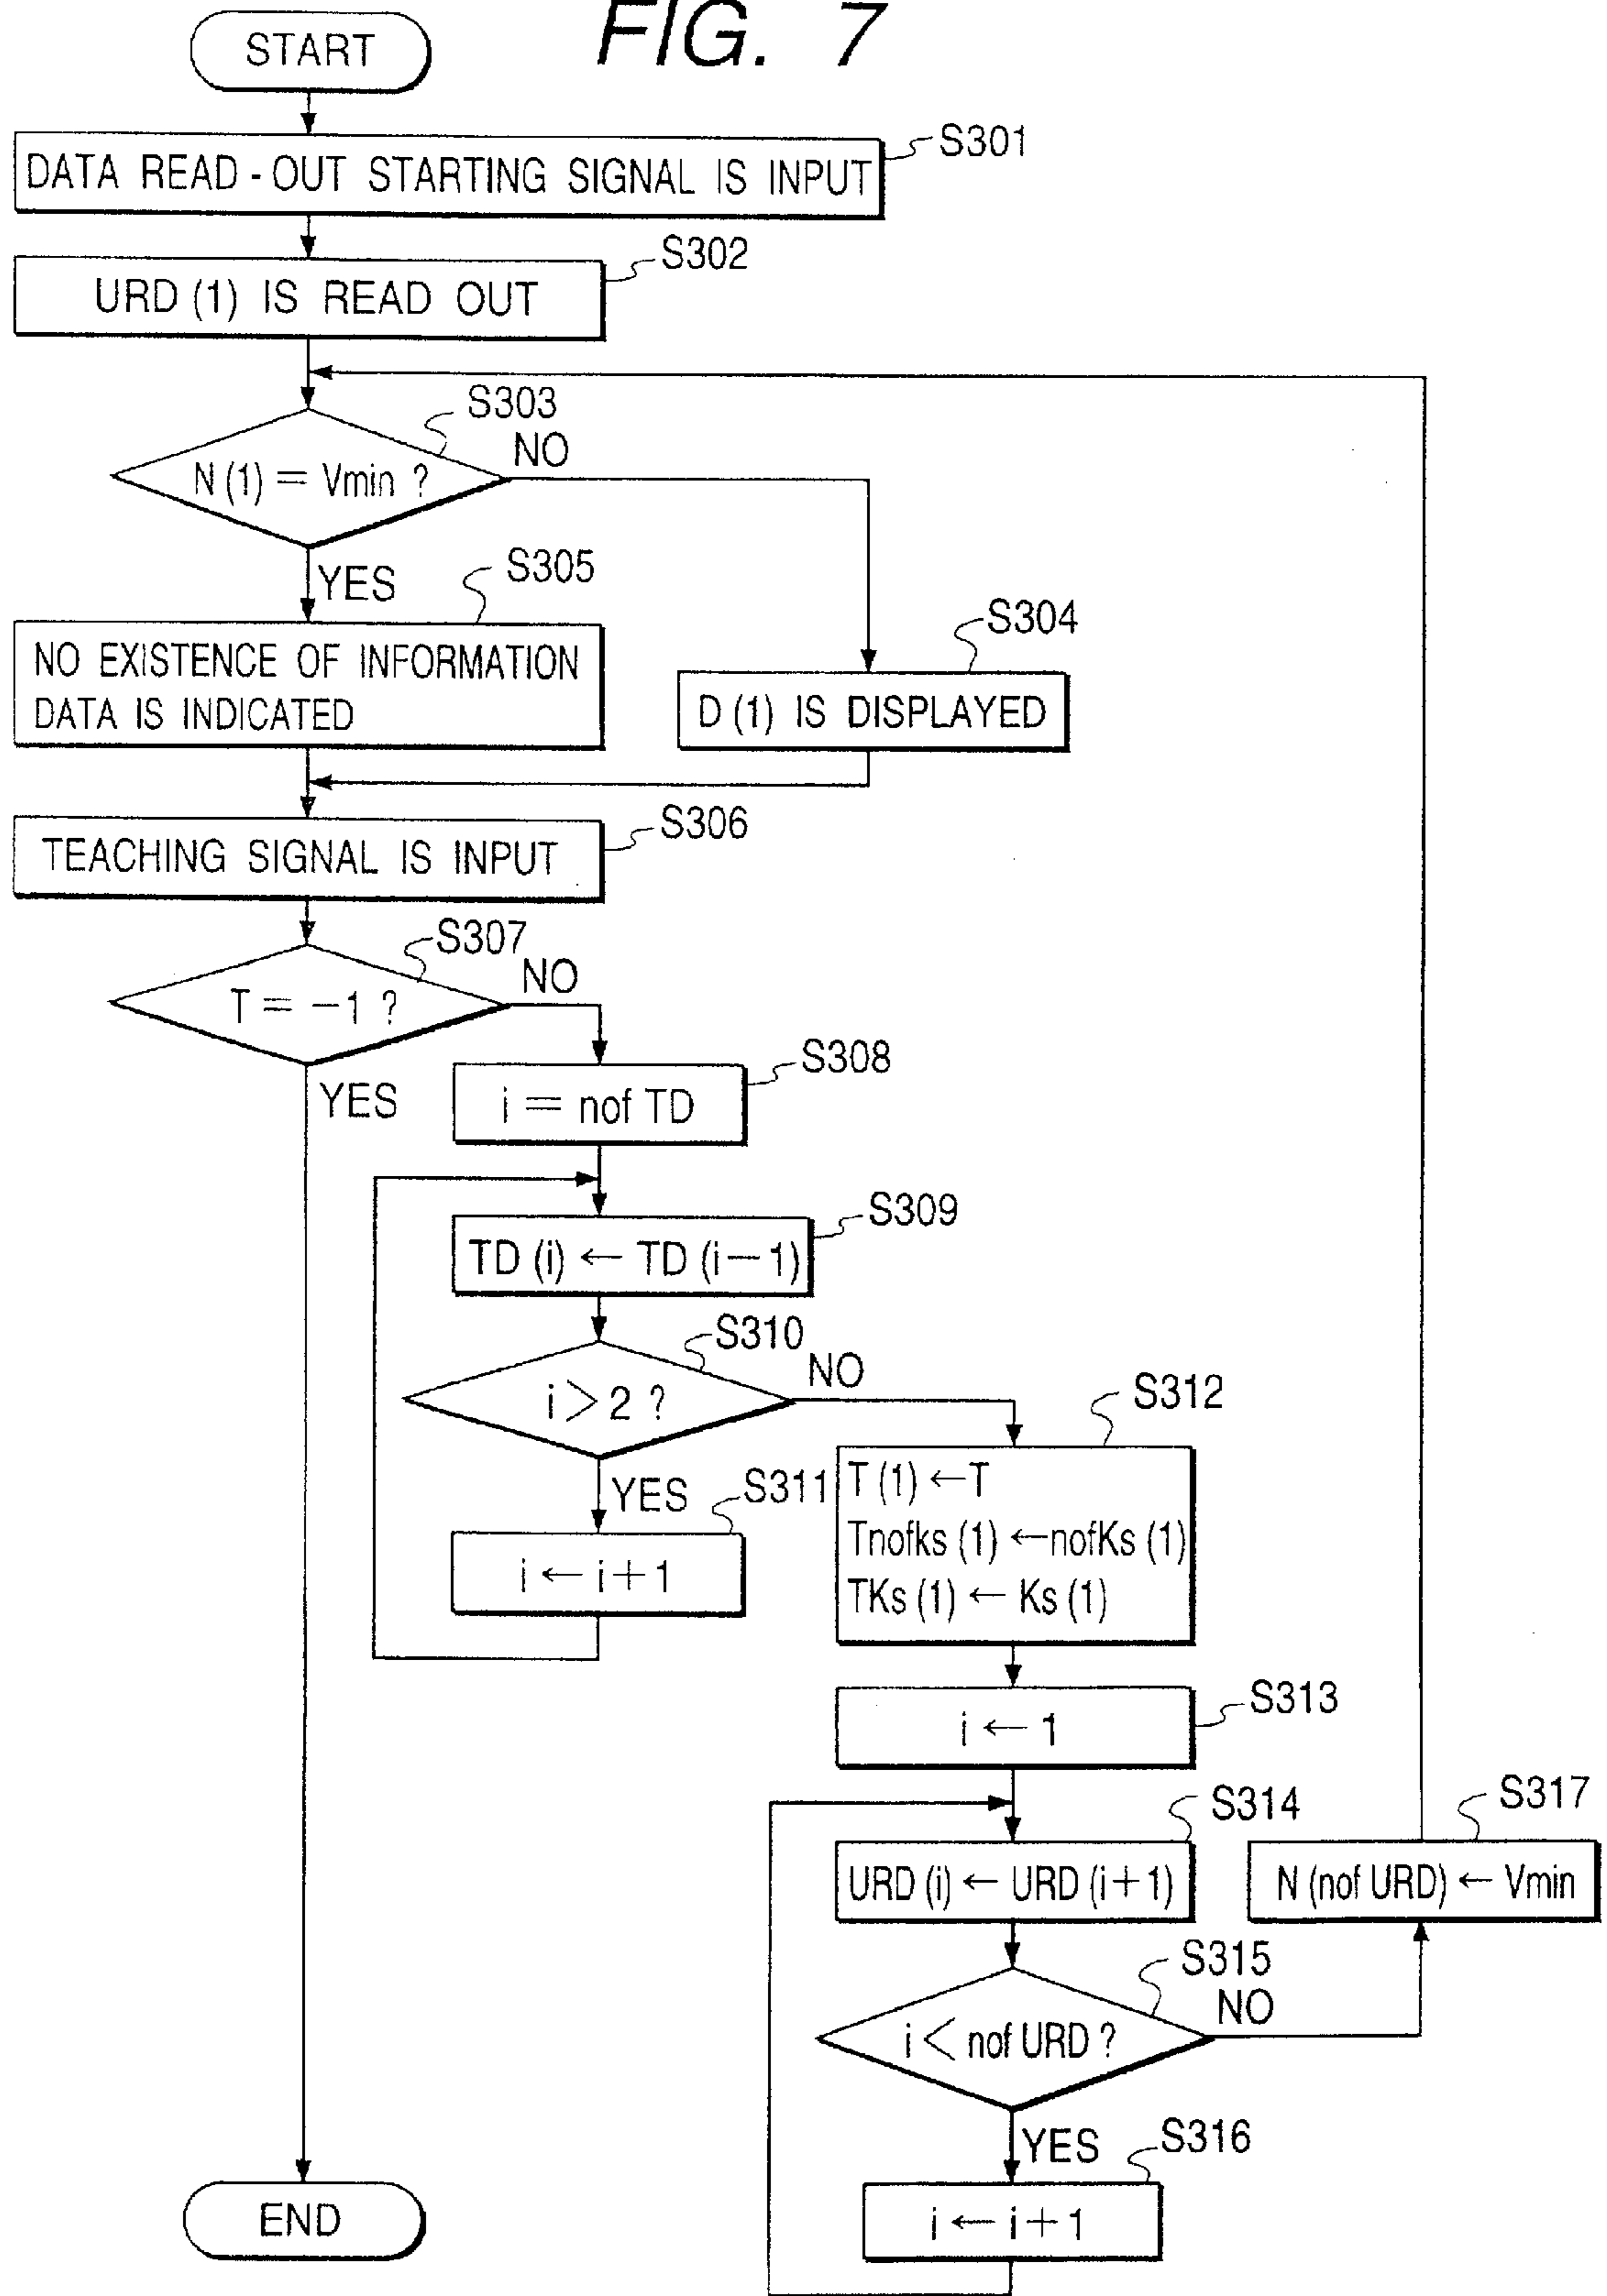 FIG. 7
START
DATA READ-OUT STARTING SIGNAL IS INPUT
S301
URD (1) IS READ OUT
S302
S303
N (1) = Vmin ?
NO
YES
S305
NO EXISTENCE OF INFORMATION
DATA IS INDICATED
S304
D (1) IS DISPLAYED
TEACHING SIGNAL IS INPUT
S306
S307
T = −1 ?
NO
YES
S308
i = nof TD
S309
TD (i) ← TD (i−1)
S310
i > 2 ?
NO
YES
S311
i ← i+1
S312
T (1) ← T
Tnofks (1) ← nofKs (1)
TKs (1) ← Ks (1)
S313
i ← 1
S314
URD (i) ← URD (i+1)
S317
N (nof URD) ← Vmin
S315
i < nof URD ?
NO
YES
S316
i ← i+1
END